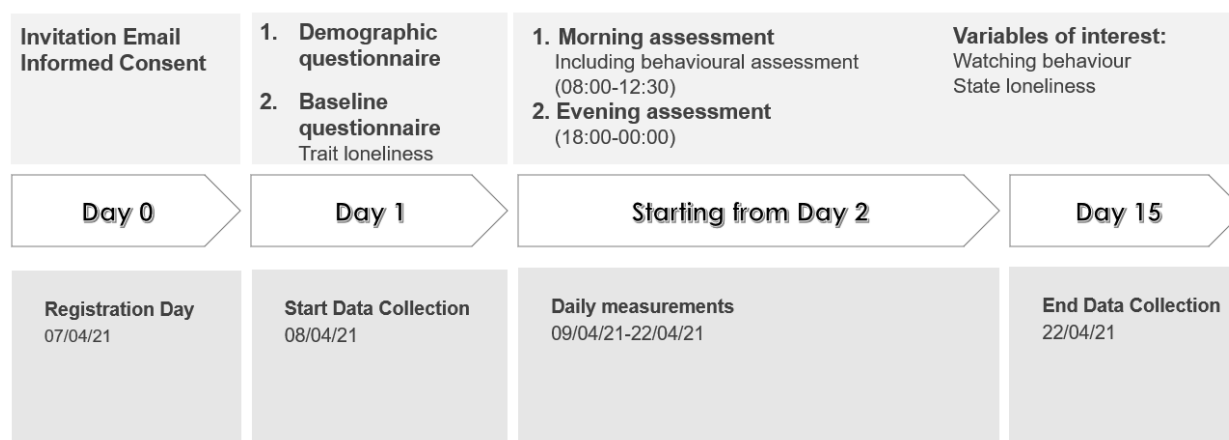 Invitation Email
Informed Consent
1. Demographic
questionnaire
2. Baseline
questionnaire
Trait loneliness
1. Morning assessment
Including behavioural assessment
(08:00-12:30)
2. Evening assessment
(18:00-00:00)
Variables of interest:
Watching behaviour
State loneliness
Day 0
Day 1
Starting from Day 2
Day 15
Registration Day
07/04/21
Start Data Collection
08/04/21
Daily measurements
09/04/21-22/04/21
End Data Collection
22/04/21